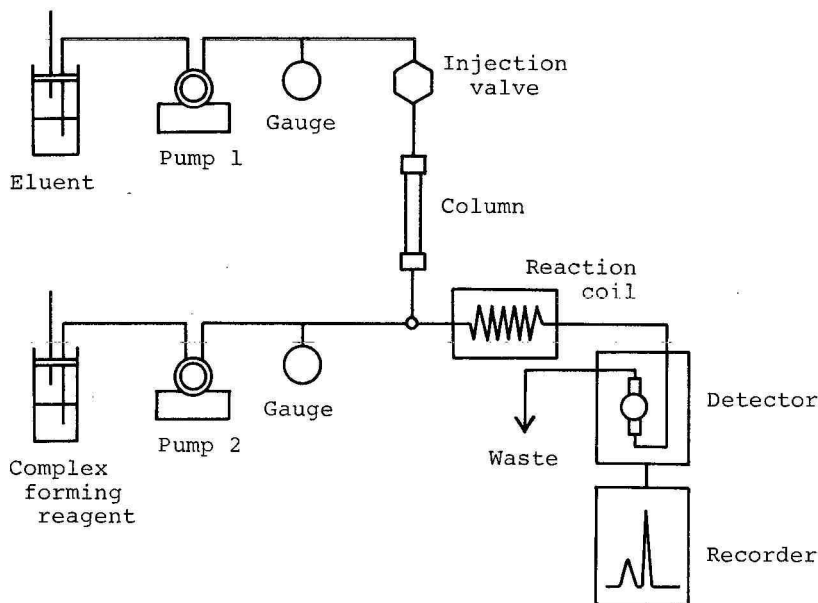 Injection
valve
Gauge
Pump 1
Eluent
Column
Reaction
coil
Gauge
Pump 2
Complex
forming
reagent
Waste
Detector
Recorder